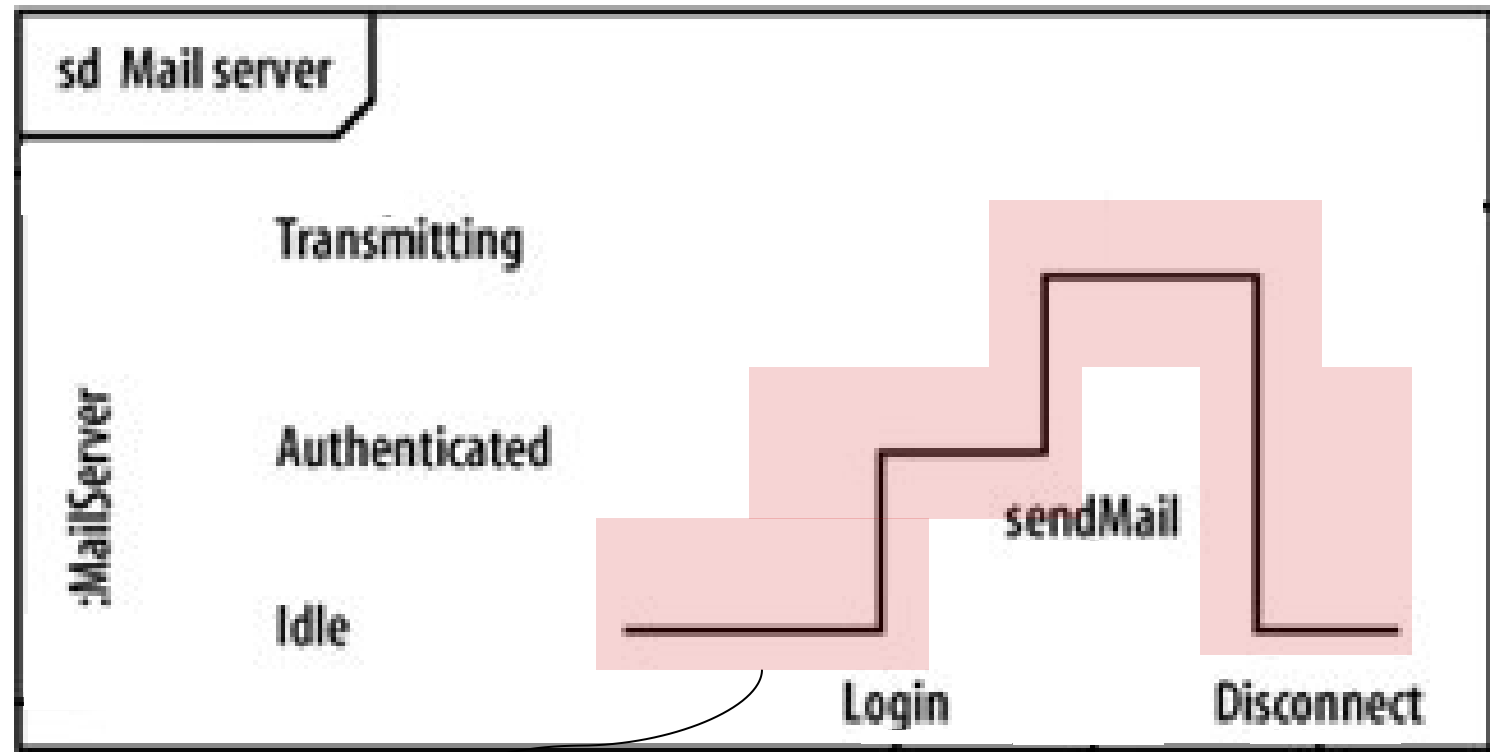 sd Mail server
Transmitting
:MailServer
Authenticated
sendMail
Idle
Login
Disconnect